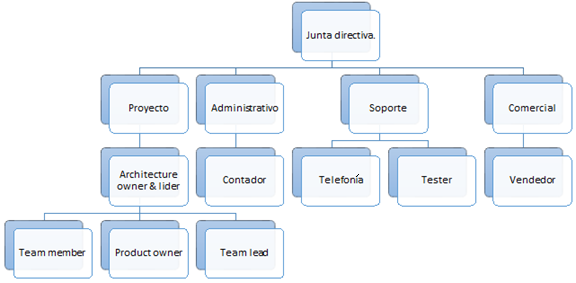 Junta directiva.
Proyecto
Administrativo
Soporte
Comercial
Architecture
owner & lider
Contador
Telefonía
Tester
Vendedor
Team member
Product owner
Team lead